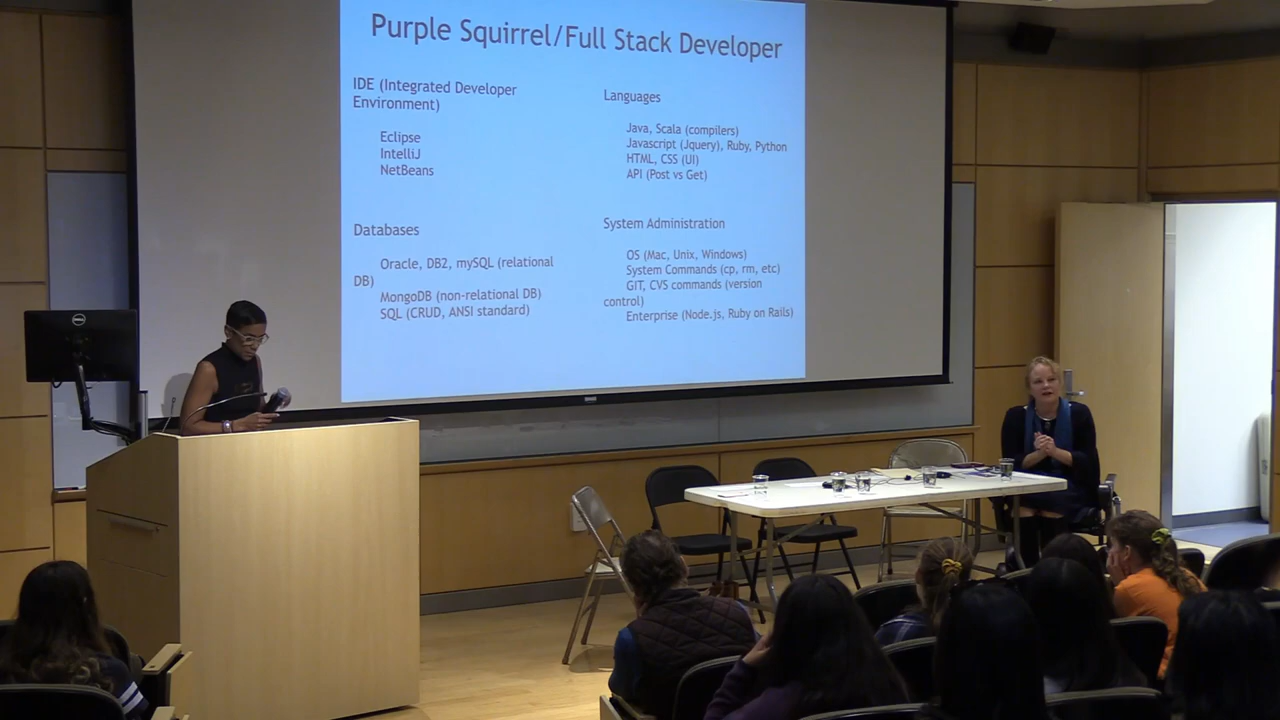 Purple Squirrel/Full Stack Developer
IDE (Integrated Developer
Environment)
Eclipse
IntelliJ
NetBeans
Databases
Oracle, DB2, mySQL (relational
DB)
MongoDB (non-relational DB)
SQL (CRUD, ANSI standard)
Languages
Java, Scala (compilers)
Javascript (Jquery), Ruby, Python
HTML, CSS (UI)
API (Post vs Get)
System Administration
OS (Mac, Unix, Windows)
System Commands (cp, rm, etc)
GIT, CVS commands (version
control)
Enterprise (Node.js, Ruby on Rails)
DELL